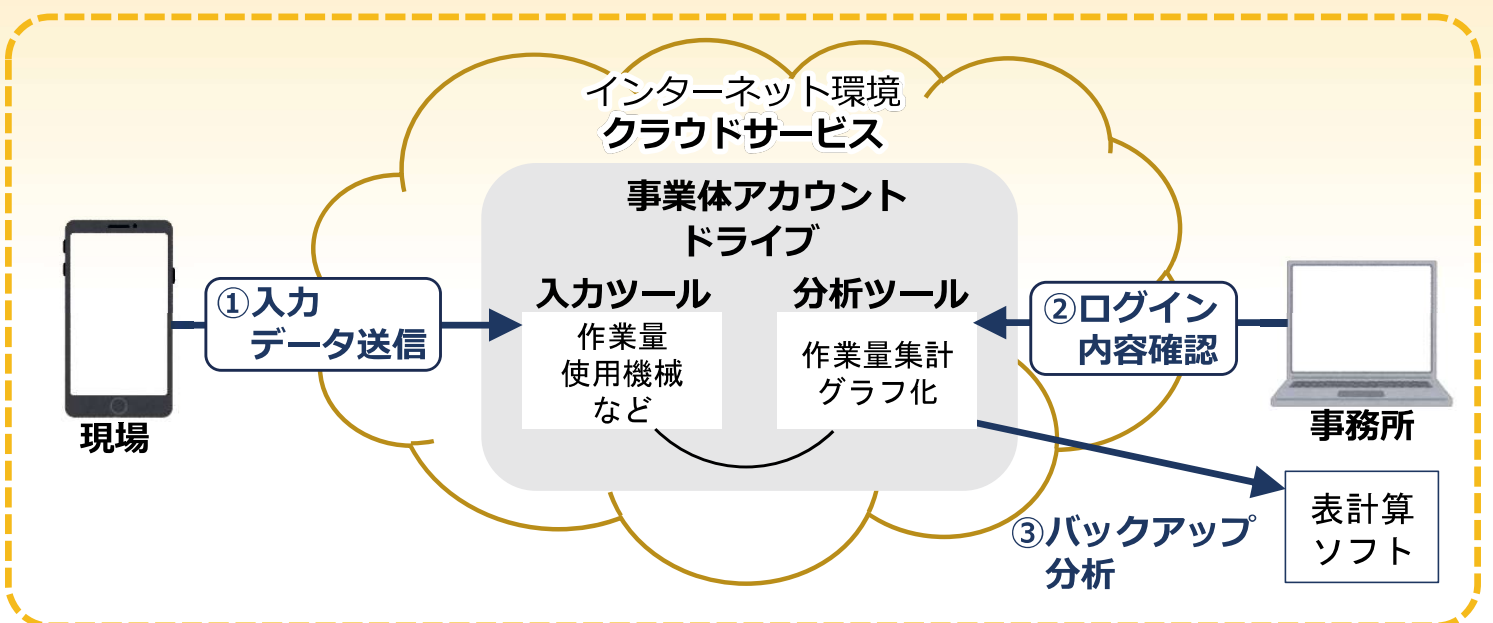 インターネット環境
クラウドサービス
事業体アカウント
ドライブ
入力ツール
作業量
使用機械
など
分析ツール
作業量集計
グラフ化
①入力
データ送信
現場
②ログイン
内容確認
事務所
③バックアップ
分析
表計算
ソフト